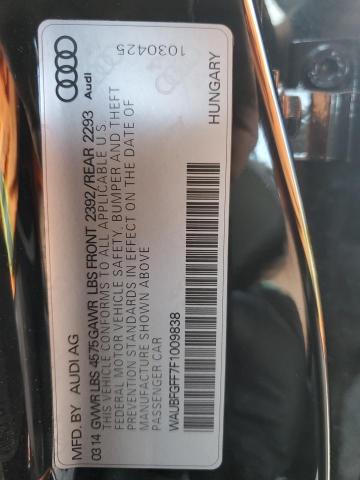 MFD. BY AUDI AG
Audi
0314 GVWR LBS 4575 GAWR LBS FRONT 2392/REAR 2293
THIS VEHICLE CONFORMS TO ALL APPLICABLE U.S.
FEDERAL MOTOR VEHICLE SAFETY, BUMPER AND THEFT
PREVENTION STANDARDS IN EFFECT ON THE DATE OF
MANUFACTURE SHOWN ABOVE
PASSENGER CAR
WAUBFGFF7F1009838
HUNGARY
1030425